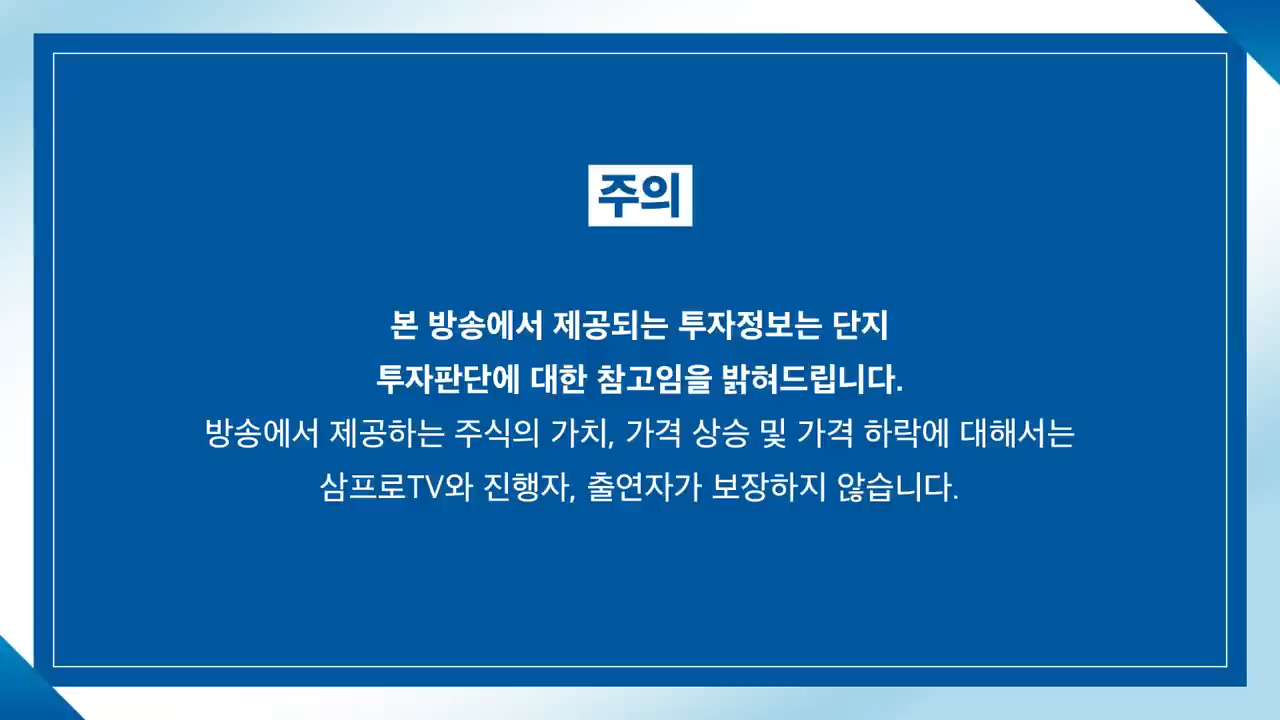 주의
본 방송에서 제공되는 투자정보는 단지
투자판단에 대한 참고임을 밝혀드립니다.
방송에서 제공하는 주식의 가치, 가격 상승 및 가격 하락에 대해서는
삼프로TV와 진행자, 출연자가 보장하지 않습니다.